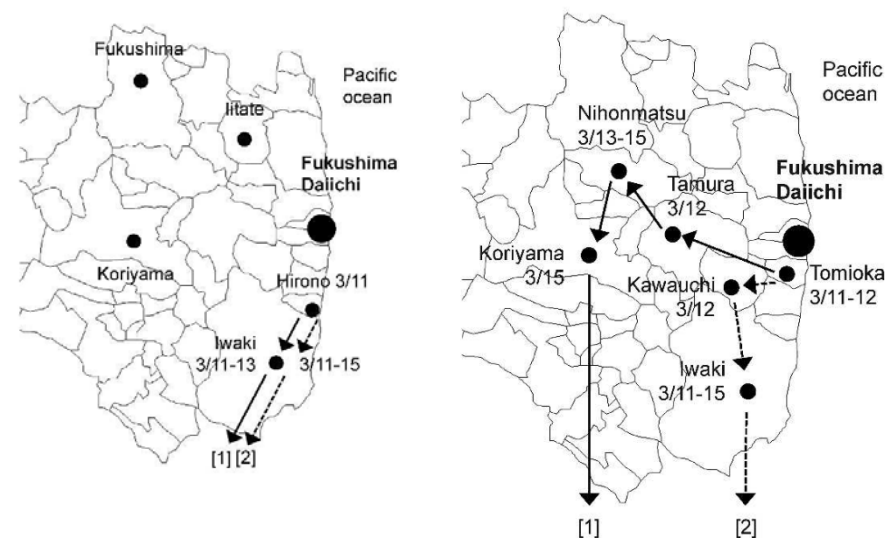 Fukushima
Pacific
ocean
Iitate
Fukushima
Daiichi
Koriyama
Hirono 3/11
Iwaki
3/11-13
3/11-15
[1] [2]
Pacific
ocean
Nihonmatsu
3/13-15
Fukushima
Daiichi
Tamura
3/12
Koriyama
3/15
Kawauchi
3/12
Tomioka
3/11-12
Iwaki
3/11-15
[1]
[2]